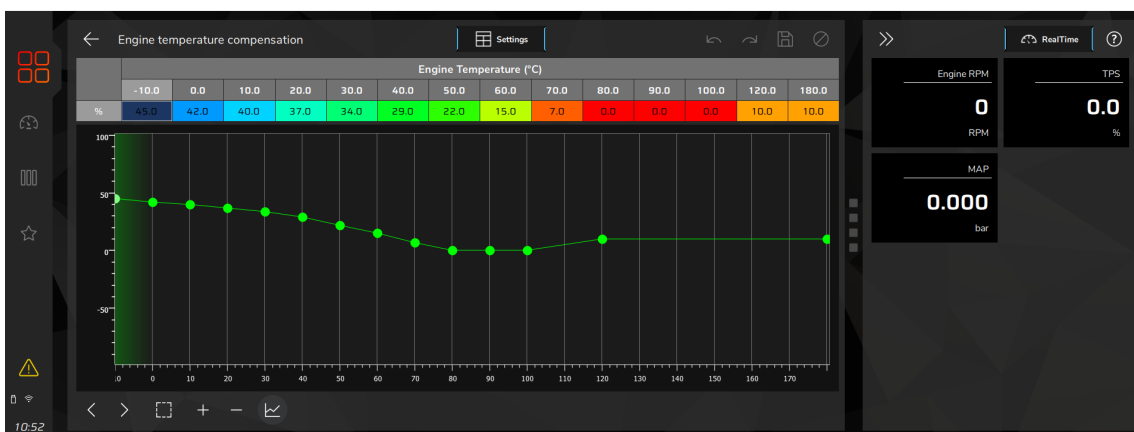 Engine temperature compensation
Settings
RealTime
?
Engine Temperature (°C)
-10.0 0.0 10.0 20.0 30.0 40.0 50.0 60.0 70.0 80.0 90.0 100.0 120.0 180.0
% 45.0 42.0 40.0 37.0 34.0 29.0 22.0 15.0 7.0 0.0 0.0 0.0 10.0 10.0
100
50
0
-50
.0 0 10 20 30 40 50 60 70 80 90 100 110 120 130 140 150 160 170
Engine RPM
0
RPM
TPS
0.0
%
MAP
0.000
bar
10:52